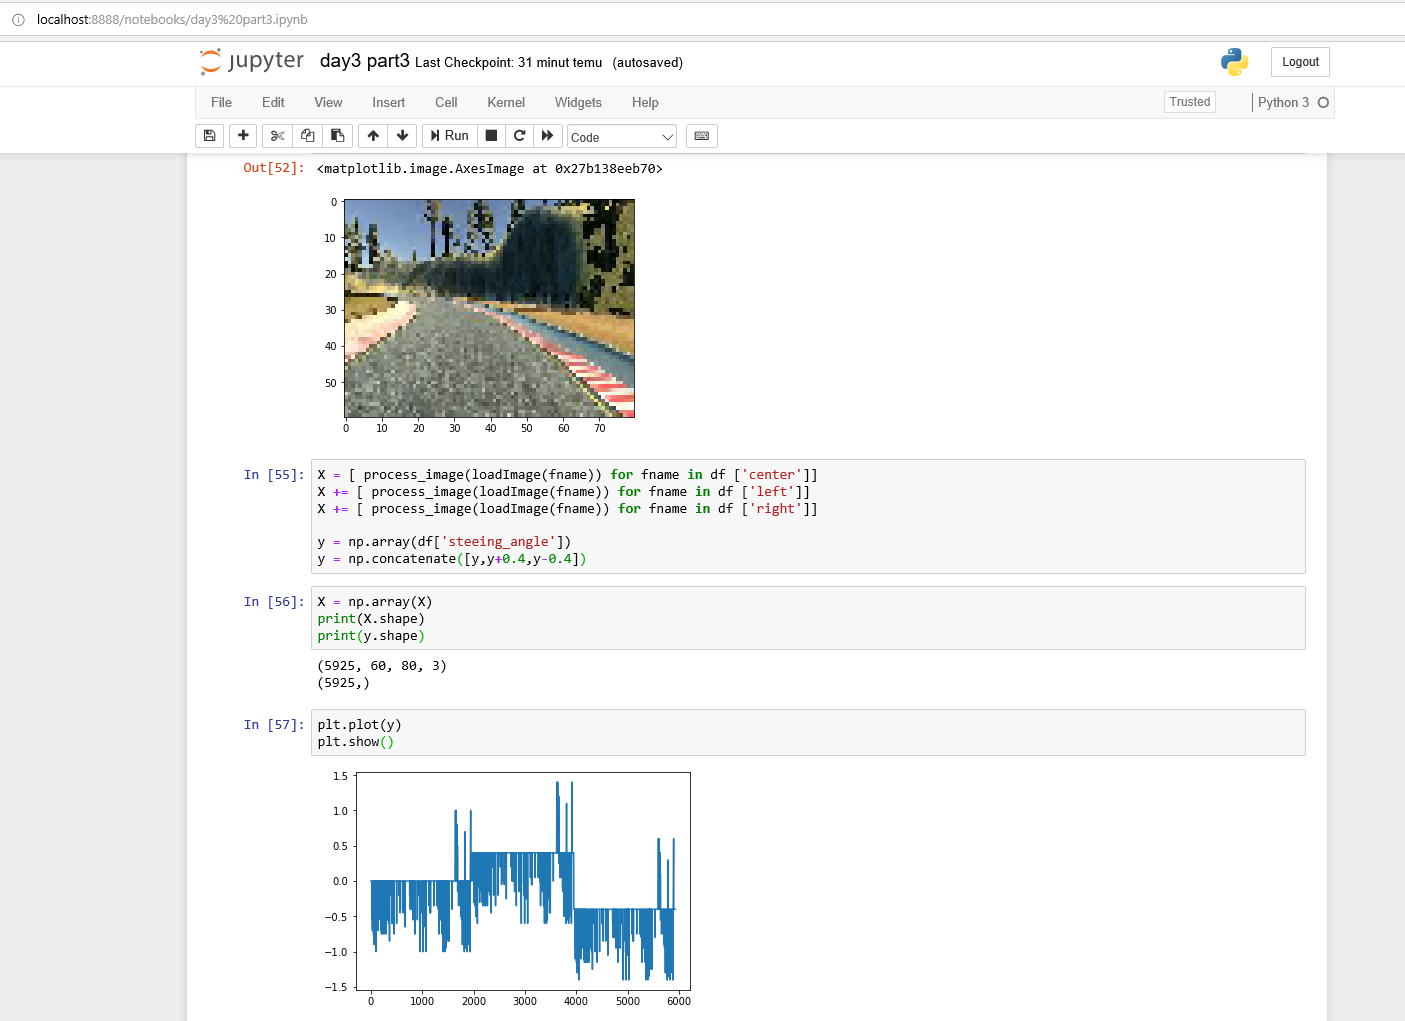 localhost:8888/notebooks/day3%20part3.ipynb
jupyter day3 part3 Last Checkpoint: 31 minut temu (autosaved)
Logout
File Edit View Insert Cell Kernel Widgets Help
Trusted
Python 3
Run
Code
Out[52]: <matplotlib.image.AxesImage at 0x27b138eeb70>
0
10
20
30
40
50
0 10 20 30 40 50 60 70
In [55]: X = [ process_image(loadImage(fname)) for fname in df ['center']]
X += [ process_image(loadImage(fname)) for fname in df ['left']]
X += [ process_image(loadImage(fname)) for fname in df ['right']]
y = np.array(df['steeing_angle'])
y = np.concatenate([y,y+0.4,y-0.4])
In [56]: X = np.array(X)
print(X.shape)
print(y.shape)
(5925, 60, 80, 3)
(5925,)
In [57]: plt.plot(y)
plt.show()
1.5
1.0
0.5
0.0
−0.5
−1.0
−1.5
0 1000 2000 3000 4000 5000 6000